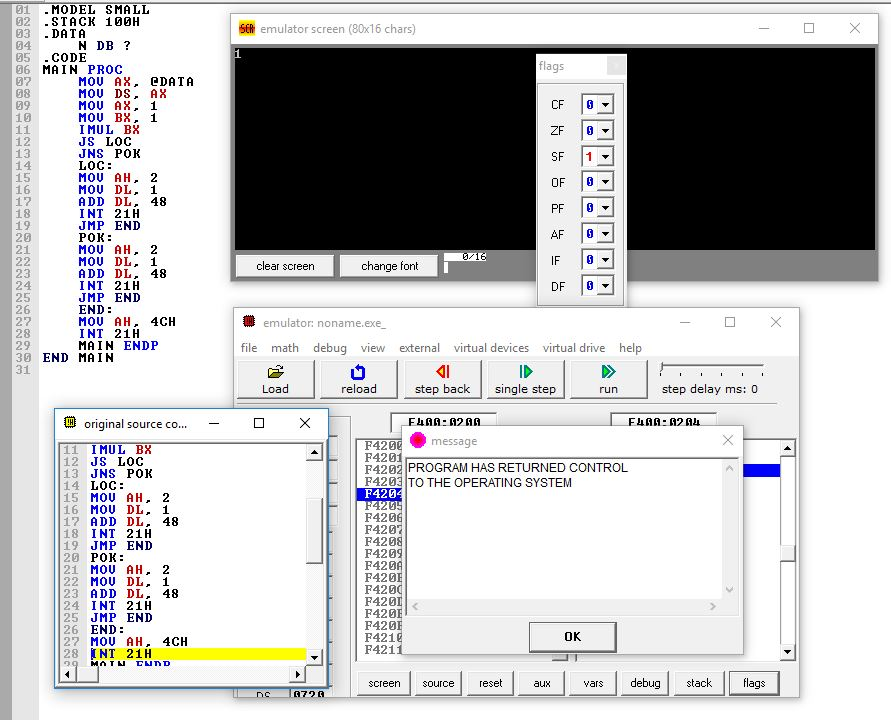 01 .MODEL SMALL
02 .STACK 100H
03 .DATA
04 N DB ?
05 .CODE
06 MAIN PROC
07 MOV AX, @DATA
08 MOV DS, AX
09 MOV AX, 1
10 MOV BX, 1
11 IMUL BX
12 JS LOC
13 JNS POK
14 LOC:
15 MOV AH, 2
16 MOV DL, 1
17 ADD DL, 48
18 INT 21H
19 JMP END
20 POK:
21 MOV AH, 2
22 MOV DL, 1
23 ADD DL, 48
24 INT 21H
25 JMP END
26 END:
27 MOV AH, 4CH
28 INT 21H
29 MAIN ENDP
30 END MAIN
31
SCR emulator screen (80x16 chars)
1
flags
CF 0
ZF 0
SF 1
OF 0
PF 0
AF 0
IF 0
DF 0
clear screen change font 0/16
emulator: noname.exe_
file math debug view external virtual devices virtual drive help
Load reload step back single step run step delay ms: 0
F400:0200 F400:0204
F4200
F4201
F4202
F4203
F4204
F4205
F4206
F4207
F4208
F4209
F420A
F420B
F420C
F420D
F420E
F420F
F4210
F4211
message
PROGRAM HAS RETURNED CONTROL
TO THE OPERATING SYSTEM
OK
original source co...
11 IMUL BX
12 JS LOC
13 JNS POK
14 LOC:
15 MOV AH, 2
16 MOV DL, 1
17 ADD DL, 48
18 INT 21H
19 JMP END
20 POK:
21 MOV AH, 2
22 MOV DL, 1
23 ADD DL, 48
24 INT 21H
25 JMP END
26 END:
27 MOV AH, 4CH
28 INT 21H
29 MAIN ENDP
DS 0720
screen source reset aux vars debug stack flags